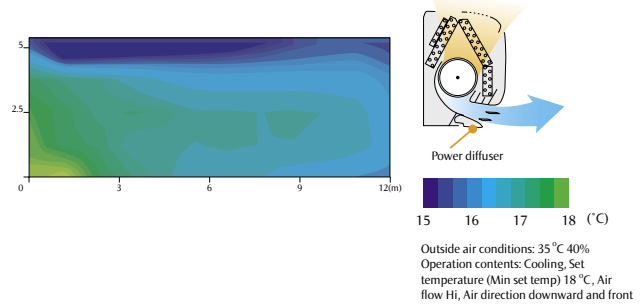 5
2.5
0 3 6 9 12(m)
Power diffuser
15 16 17 18 (˚C)
Outside air conditions: 35 ˚C 40%
Operation contents: Cooling, Set
temperature (Min set temp) 18 ˚C, Air
flow Hi, Air direction downward and front